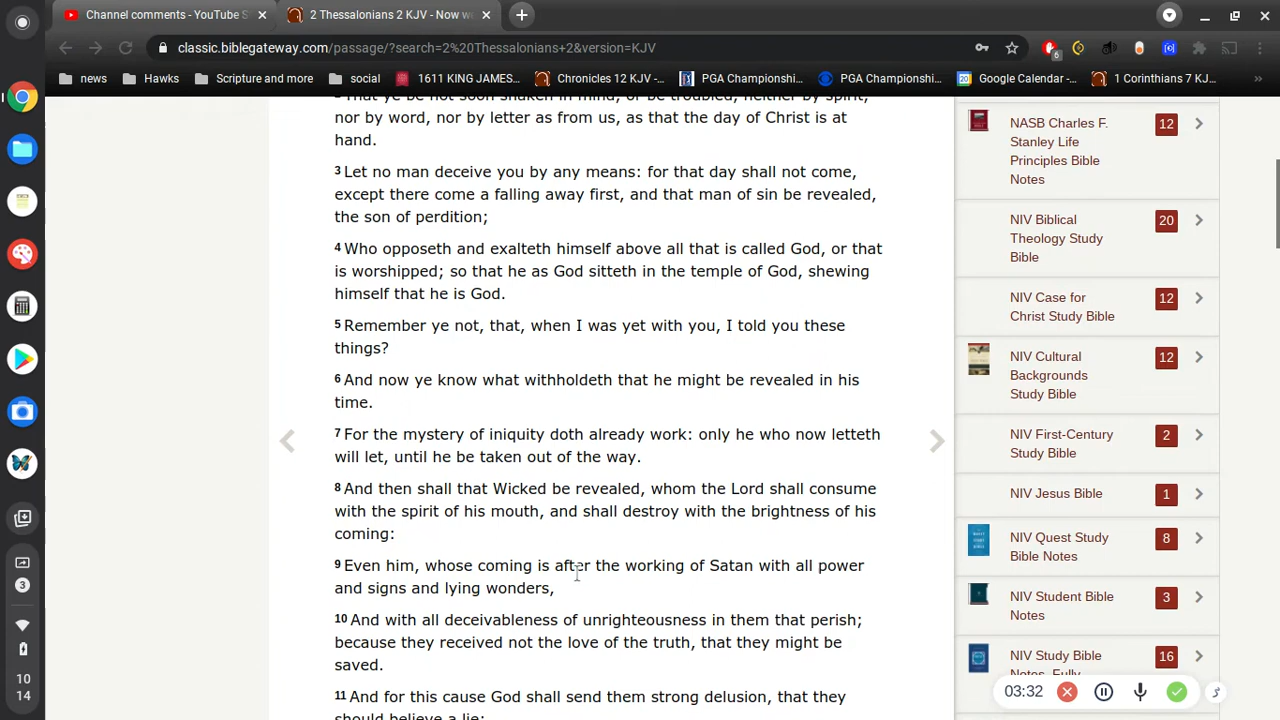 Channel comments - YouTube S
2 Thessalonians 2 KJV - Now we
classic.biblegateway.com/passage/?search=2%20Thessalonians+2&version=KJV
6
news
Hawks
Scripture and more
social
1611 KING JAMES...
Chronicles 12 KJV -...
PGA Championshi...
PGA Championshi...
20
Google Calendar -...
1 Corinthians 7 KJ...
»
That ye be not soon shaken in mind, or be troubled, neither by spirit,
nor by word, nor by letter as from us, as that the day of Christ is at
hand.
3 Let no man deceive you by any means: for that day shall not come,
except there come a falling away first, and that man of sin be revealed,
the son of perdition;
4 Who opposeth and exalteth himself above all that is called God, or that
is worshipped; so that he as God sitteth in the temple of God, shewing
himself that he is God.
5 Remember ye not, that, when I was yet with you, I told you these
things?
6 And now ye know what withholdeth that he might be revealed in his
time.
7 For the mystery of iniquity doth already work: only he who now letteth
will let, until he be taken out of the way.
8 And then shall that Wicked be revealed, whom the Lord shall consume
with the spirit of his mouth, and shall destroy with the brightness of his
coming:
9 Even him, whose coming is after the working of Satan with all power
and signs and lying wonders,
10 And with all deceivableness of unrighteousness in them that perish;
because they received not the love of the truth, that they might be
saved.
11 And for this cause God shall send them strong delusion, that they
should believe a lie:
NASB Charles F.
Stanley Life
Principles Bible
Notes
12
NIV Biblical
Theology Study
Bible
20
NIV Case for
Christ Study Bible
12
NIV Cultural
Backgrounds
Study Bible
12
NIV First-Century
Study Bible
2
NIV Jesus Bible
1
NIV Quest Study
Bible Notes
8
NIV Student Bible
Notes
3
NIV Study Bible
Notes, Fully
16
03:32
3
10
14